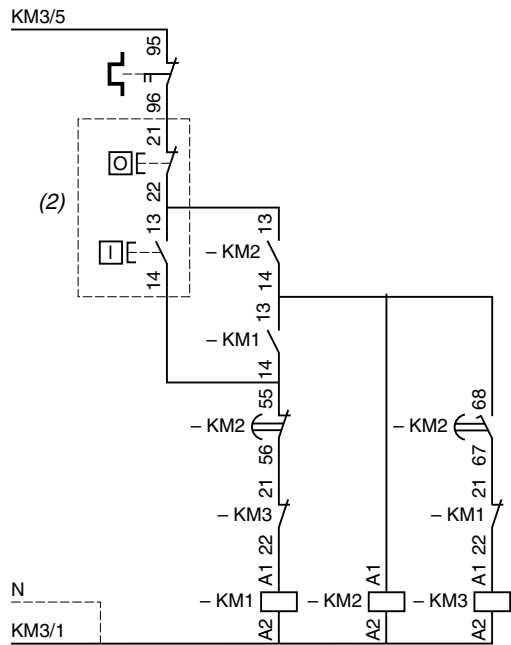 KM3/5
95
96
21
O
22
(2)
13
13
I
– KM2
14
14
13
– KM1
14
55
68
– KM2
– KM2
56
67
21
21
– KM3
– KM1
22
22
A1
A1
A1
– KM1
– KM2
– KM3
A2
A2
A2
N
KM3/1